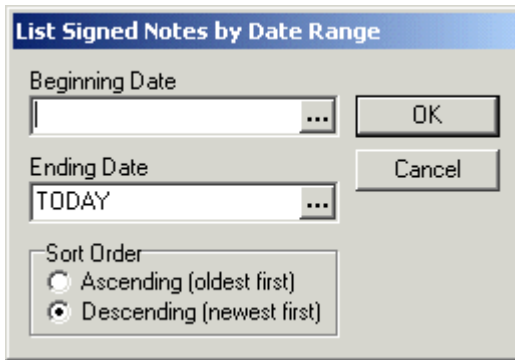 List Signed Notes by Date Range
Beginning Date
...
OK
Ending Date
Cancel
TODAY
...
Sort Order
Ascending (oldest first)
Descending (newest first)